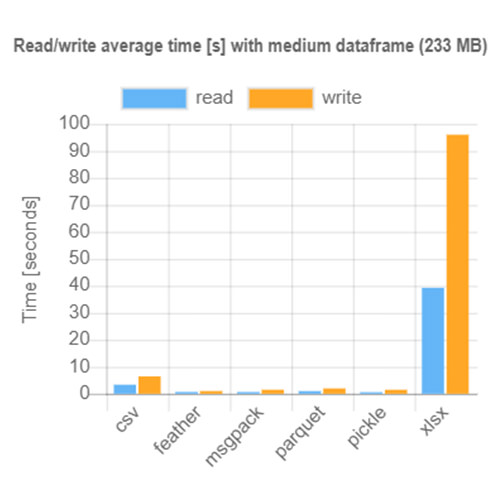 Read/write average time [s] with medium dataframe (233 MB)
read write
Time [seconds]
100
90
80
70
60
50
40
30
20
10
0
csv feather msgpack parquet pickle xlsx